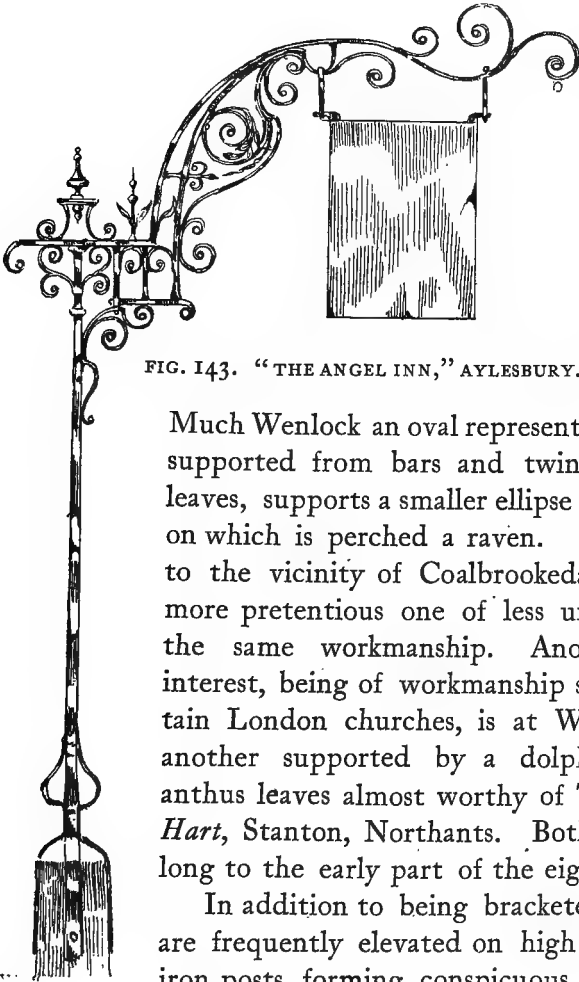 FIG. 143. “THE ANGEL INN,” AYLESBURY.
Much Wenlock an oval represent
supported from bars and twin
leaves, supports a smaller ellipse
on which is perched a raven.
to the vicinity of Coalbrookeda
more pretentious one of less u
the same workmanship. Ano
interest, being of workmanship s
tain London churches, is at W
another supported by a dolp
anthus leaves almost worthy of
Hart, Stanton, Northants. Bot
long to the early part of the eig
In addition to being brackete
are frequently elevated on high
iron posts forming conspicuous